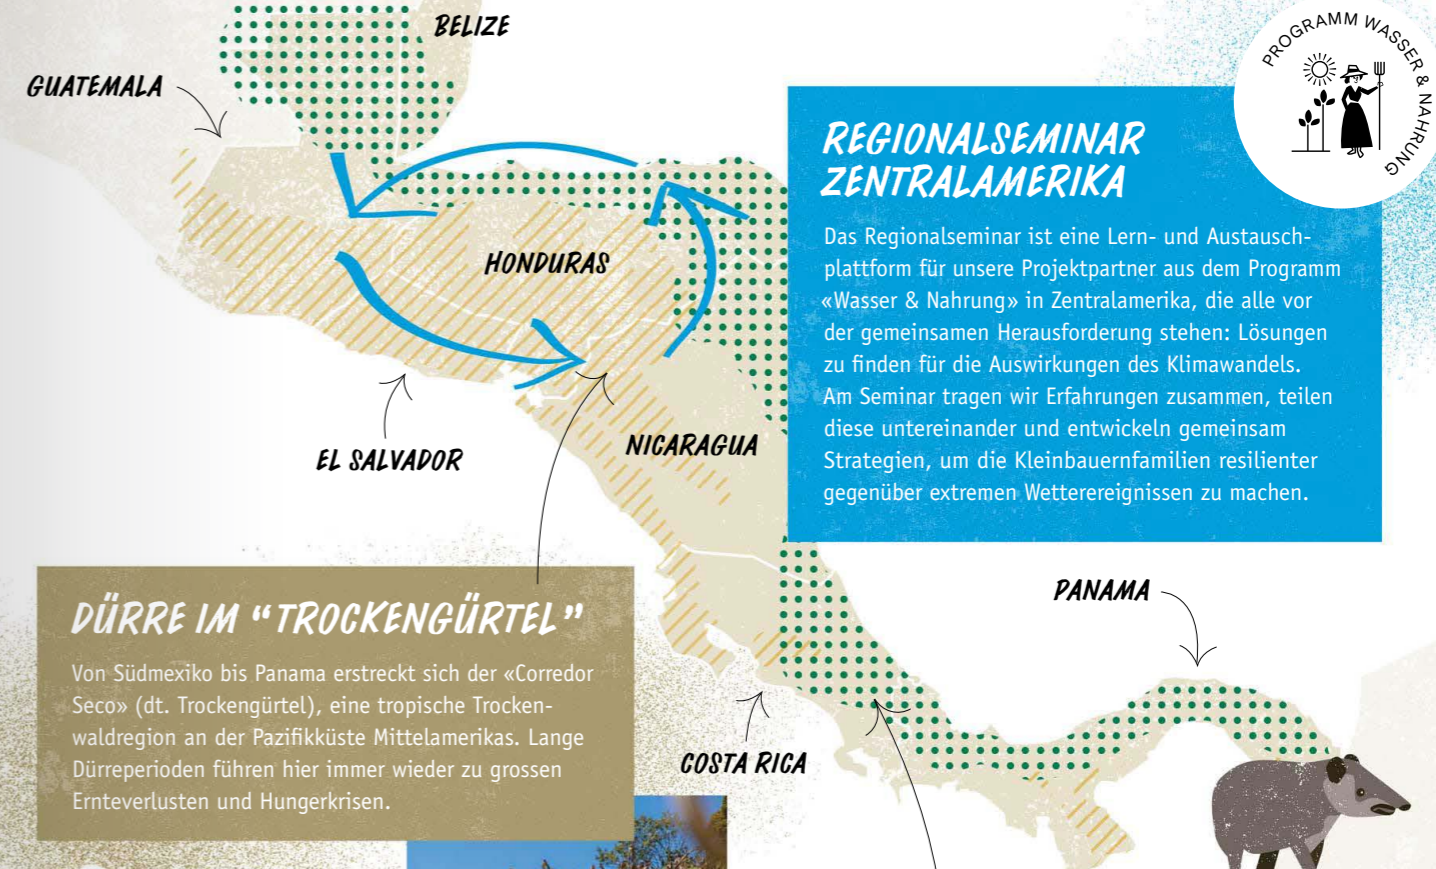 BELIZE
GUATEMALA
PROGRAMM WASSER & NAHRUNG
REGIONALSEMINAR
ZENTRALAMERIKA
Das Regionalseminar ist eine Lern- und Austausch-
plattform für unsere Projektpartner aus dem Programm
«Wasser & Nahrung» in Zentralamerika, die alle vor
der gemeinsamen Herausforderung stehen: Lösungen
zu finden für die Auswirkungen des Klimawandels.
Am Seminar tragen wir Erfahrungen zusammen, teilen
diese untereinander und entwickeln gemeinsam
Strategien, um die Kleinbauernfamilien resilienter
gegenüber extremen Wetterereignissen zu machen.
HONDURAS
EL SALVADOR
NICARAGUA
DÜRRE IM “TROCKENGÜRTEL”
Von Südmexiko bis Panama erstreckt sich der «Corredor
Seco» (dt. Trockengürtel), eine tropische Trocken-
waldregion an der Pazifikküste Mittelamerikas. Lange
Dürreperioden führen hier immer wieder zu grossen
Ernteverlusten und Hungerkrisen.
PANAMA
COSTA RICA